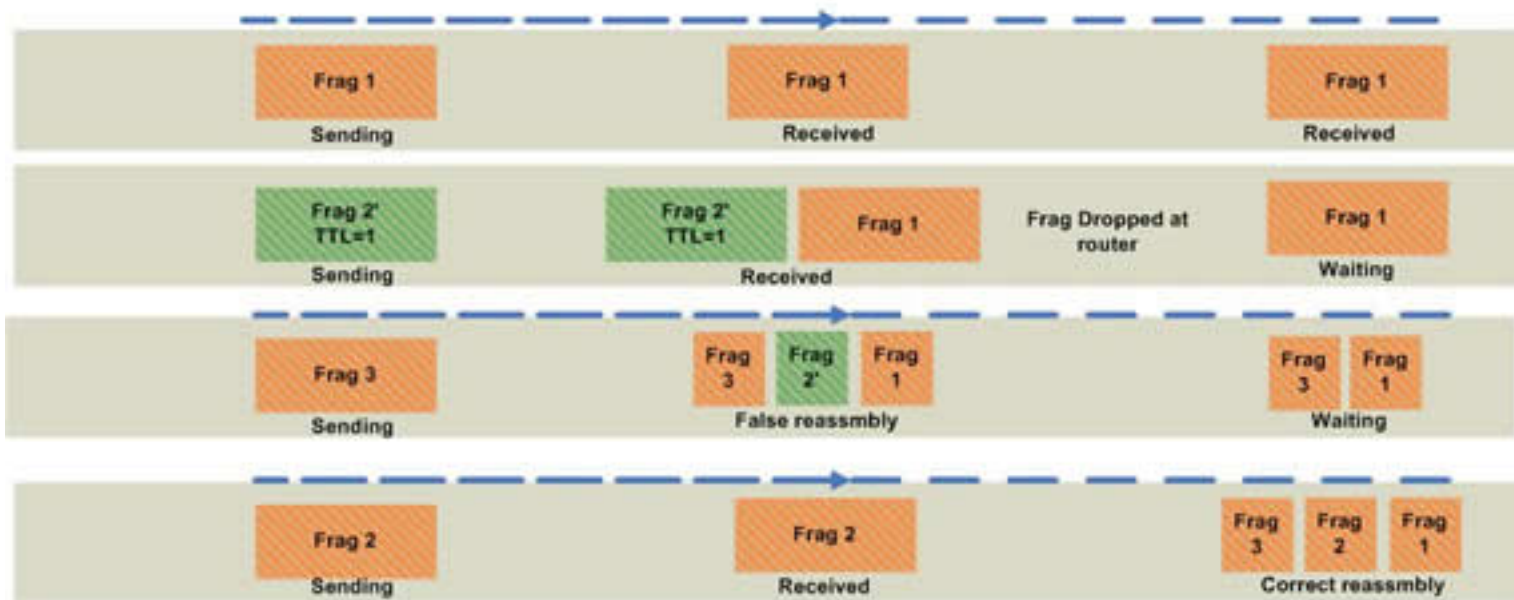 Frag 1
Frag 1
Frag 1
Sending
Received
Received
Frag 2'
TTL=1
Frag 2'
TTL=1
Frag 1
Frag Dropped at
router
Frag 1
Sending
Received
Waiting
Frag 3
Frag
3
Frag
2'
Frag
1
Frag
3
Frag
1
Sending
False reassmbly
Waiting
Frag 2
Frag 2
Frag
3
Frag
2
Frag
1
Sending
Received
Correct reassmbly